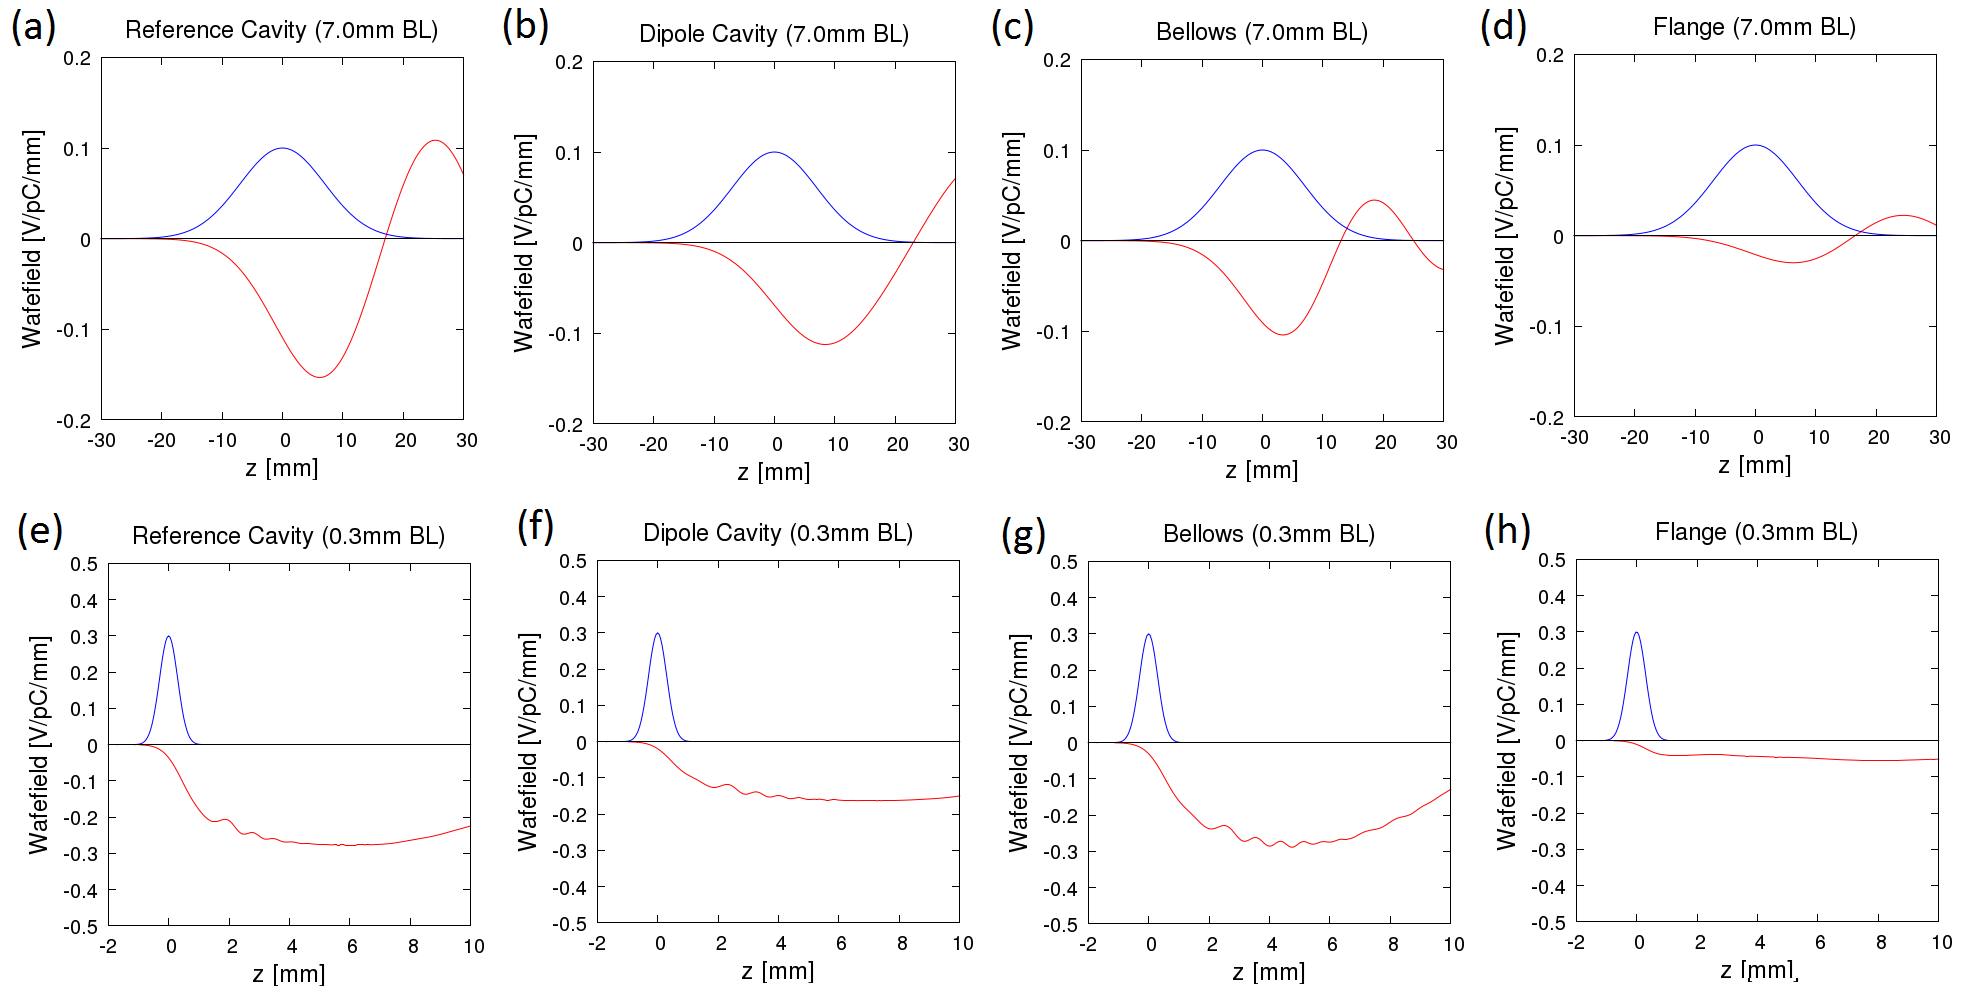 (a) Reference Cavity (7.0mm BL)
0.2
0.1
0
-0.1
-0.2
Wafefield [V/pC/mm]
-30 -20 -10 0 10 20 30
z [mm]
(b) Dipole Cavity (7.0mm BL)
0.2
0.1
0
-0.1
-0.2
Wafefield [V/pC/mm]
-30 -20 -10 0 10 20 30
z [mm]
(c) Bellows (7.0mm BL)
0.2
0.1
0
-0.1
-0.2
Wafefield [V/pC/mm]
-30 -20 -10 0 10 20 30
z [mm]
(d) Flange (7.0mm BL)
0.2
0.1
0
-0.1
-0.2
Wafefield [V/pC/mm]
-30 -20 -10 0 10 20 30
z [mm]
(e) Reference Cavity (0.3mm BL)
0.5
0.4
0.3
0.2
0.1
0
-0.1
-0.2
-0.3
-0.4
-0.5
Wafefield [V/pC/mm]
-2 0 2 4 6 8 10
z [mm]
(f) Dipole Cavity (0.3mm BL)
0.5
0.4
0.3
0.2
0.1
0
-0.1
-0.2
-0.3
-0.4
-0.5
Wafefield [V/pC/mm]
-2 0 2 4 6 8 10
z [mm]
(g) Bellows (0.3mm BL)
0.5
0.4
0.3
0.2
0.1
0
-0.1
-0.2
-0.3
-0.4
-0.5
Wafefield [V/pC/mm]
-2 0 2 4 6 8 10
z [mm]
(h) Flange (0.3mm BL)
0.5
0.4
0.3
0.2
0.1
0
-0.1
-0.2
-0.3
-0.4
-0.5
Wafefield [V/pC/mm]
-2 0 2 4 6 8 10
z [mm]